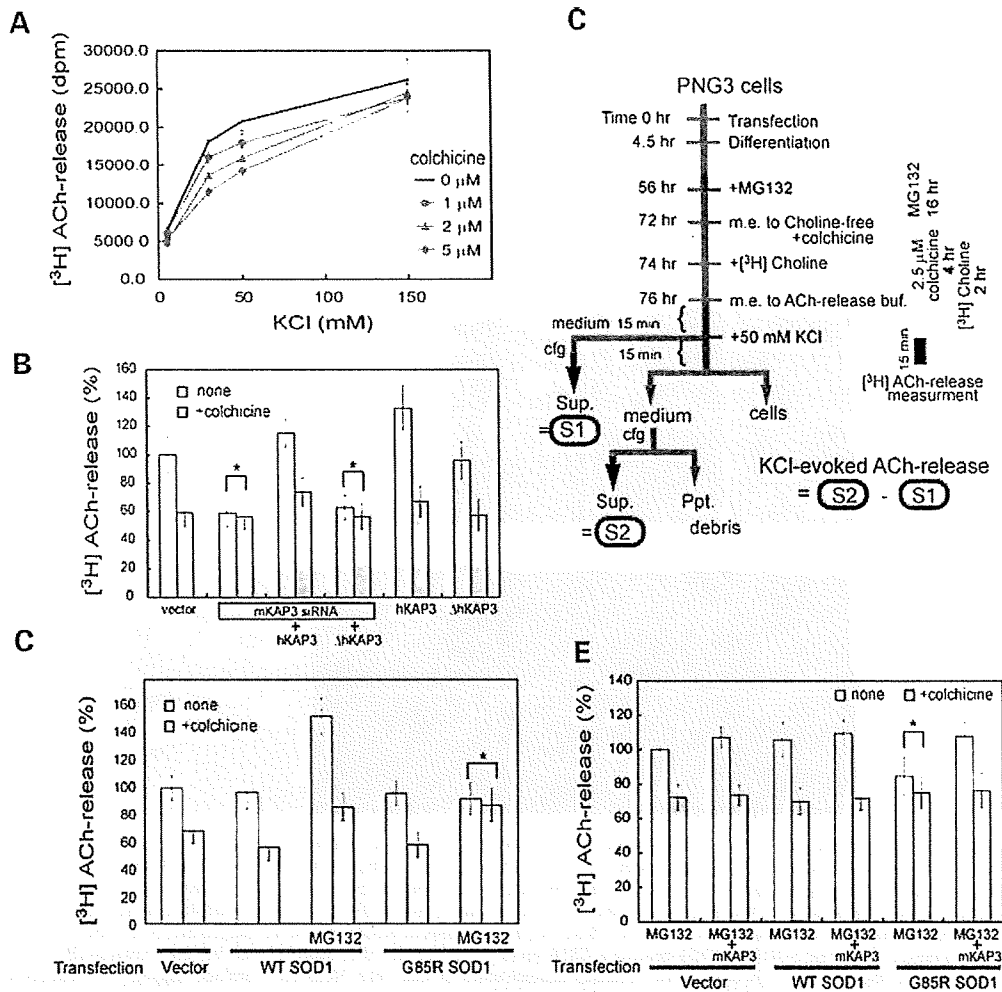 A
[³H] ACh-release (dpm)
30000.0
25000.0
20000.0
15000.0
10000.0
5000.0
0.0
0
50
100
150
KCl (mM)
colchicine
0 μM
1 μM
2 μM
5 μM
C
PNG3 cells
Time 0 hr
Transfection
4.5 hr
Differentiation
56 hr
+MG132
72 hr
m.e. to Choline-free
+colchicine
74 hr
+[³H] Choline
76 hr
m.e. to ACh-release buf.
medium 15 min
cfg
+50 mM KCl
15 min
Sup.
= S1
medium
cfg
cells
Sup.
= S2
Ppt.
debris
KCl-evoked ACh-release
= S2 - S1
MG132
16 hr
2.5 μM
colchicine
4 hr
[³H] Choline
2 hr
15 min
[³H] ACh-release
measurment
B
[³H] ACh-release (%)
160
140
120
100
80
60
40
20
0
none
+colchicine
*
*
vector
mKAP3 siRNA
+
hKAP3
+
ΔhKAP3
hKAP3
ΔhKAP3
C
[³H] ACh-release (%)
160
140
120
100
80
60
40
20
0
none
+colchicine
*
MG132
MG132
Transfection
Vector
WT SOD1
G85R SOD1
E
[³H] ACh-release (%)
140
120
100
80
60
40
20
0
none
+colchicine
*
MG132
MG132
+
mKAP3
MG132
MG132
+
mKAP3
MG132
MG132
+
mKAP3
Transfection
Vector
WT SOD1
G85R SOD1